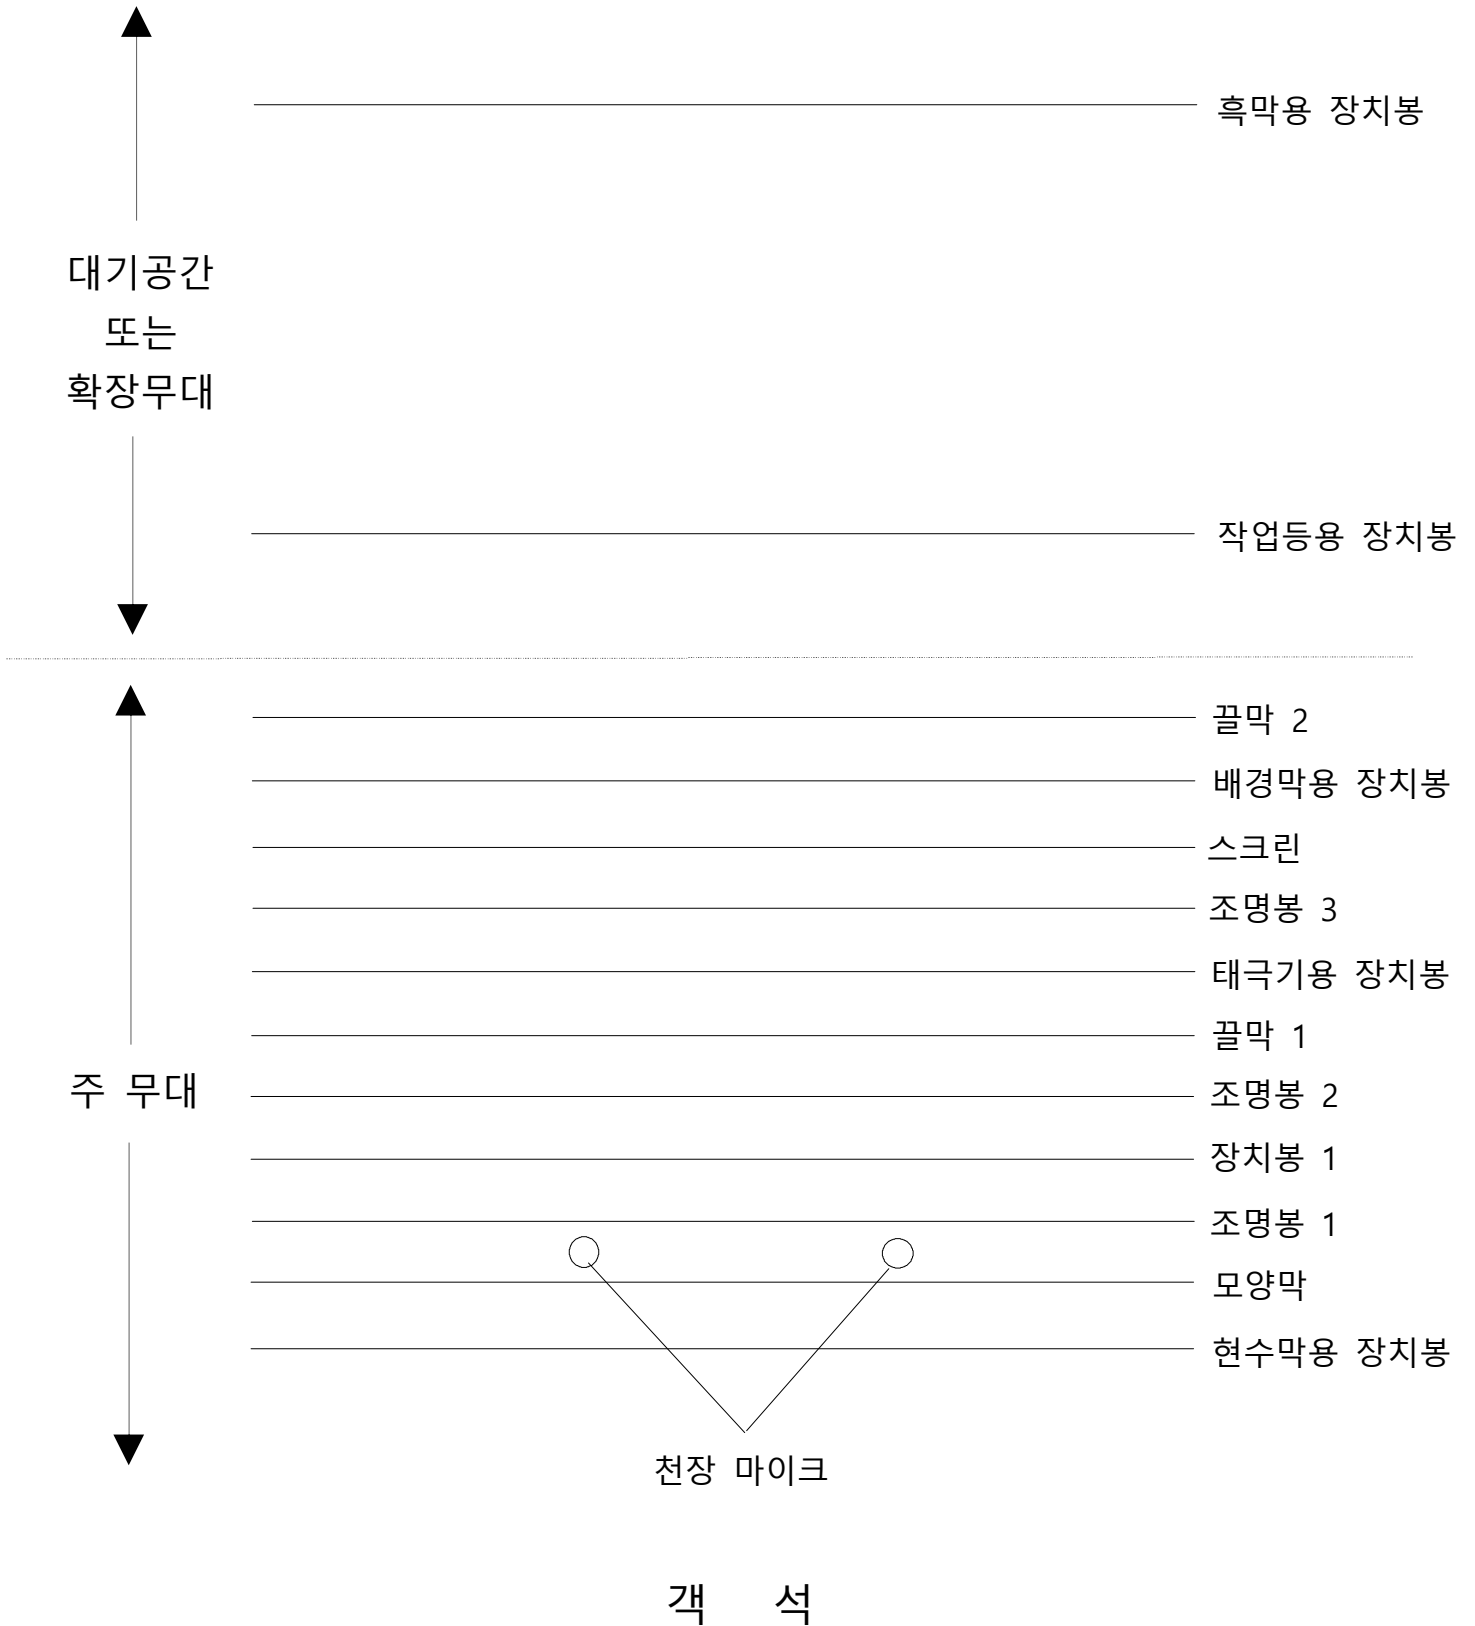 흑막용 장치봉
대기공간
또는
확장무대
작업등용 장치봉
끌막 2
배경막용 장치봉
스크린
조명봉 3
태극기용 장치봉
끌막 1
주 무대
조명봉 2
장치봉 1
조명봉 1
모양막
현수막용 장치봉
천장 마이크
객 석